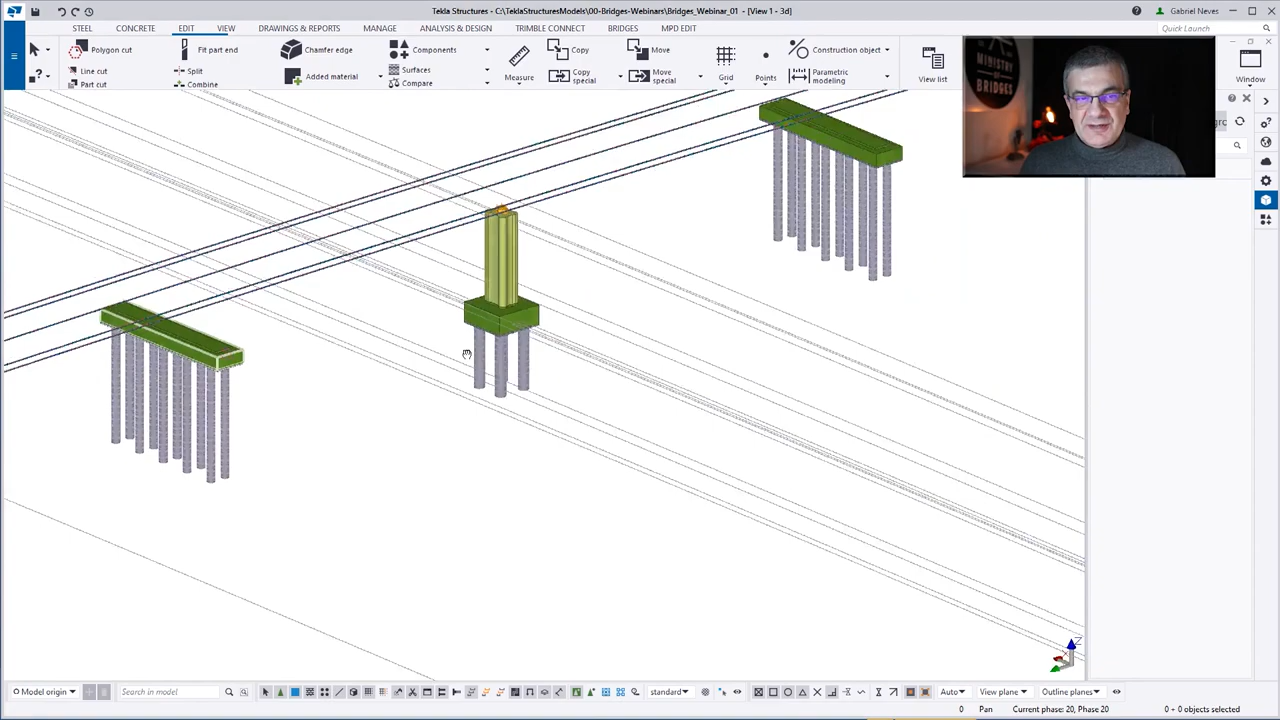 Tekla Structures - C:\TeklaStructuresModels\00-Bridges-Webinars\Bridges_Webinar_01 - [View 1 - 3d]
Gabriel Neves
STEEL CONCRETE EDIT VIEW DRAWINGS & REPORTS MANAGE ANALYSIS & DESIGN TRIMBLE CONNECT BRIDGES MPD EDIT
Quick Launch
Polygon cut
Line cut
Part cut
Fit part end
Split
Combine
Chamfer edge
Added material
Components
Surfaces
Compare
Measure
Copy
Copy special
Move
Move special
Grid
Points
Construction object
Parametric modeling
View list
Window
MINISTRY
OF
BRIDGES
Z
Model origin
Search in model
standard
Auto
View plane
Outline planes
0
Pan
Current phase: 20, Phase 20
0 + 0 objects selected